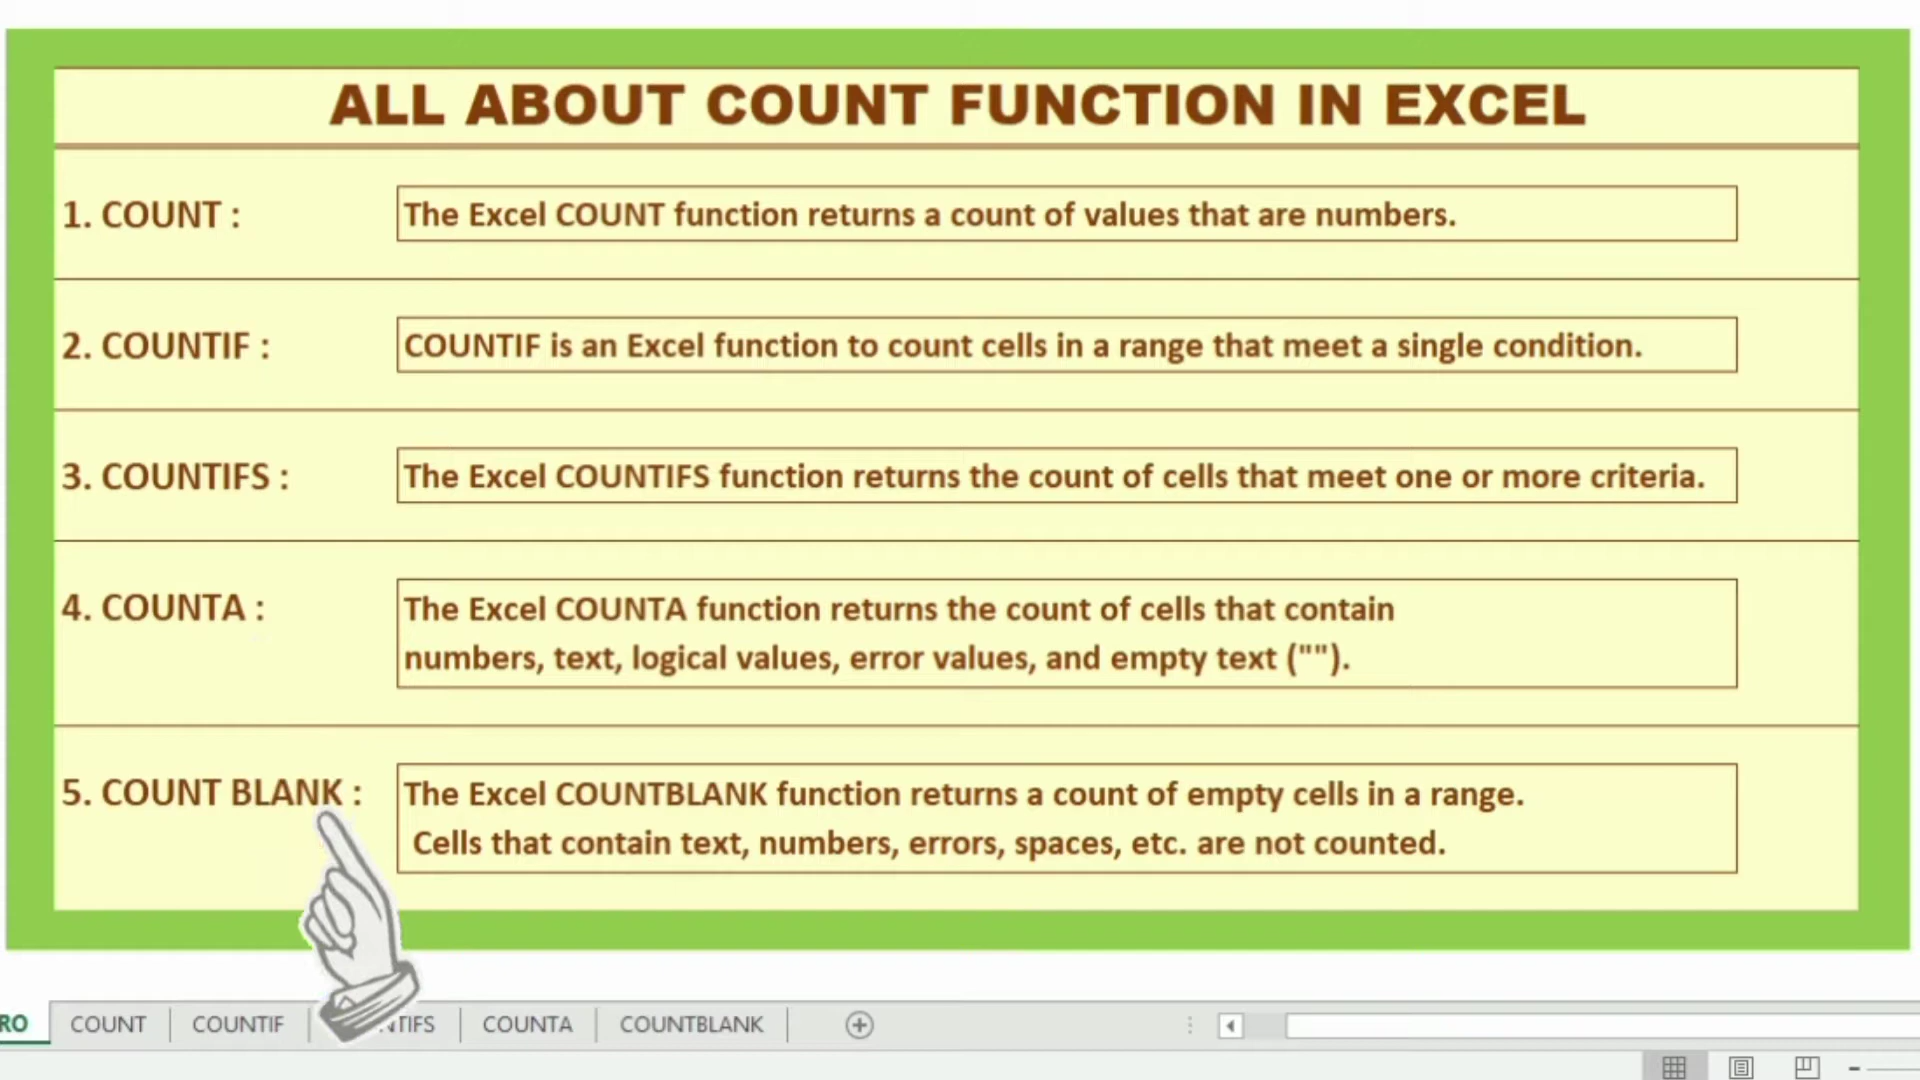 ALL ABOUT COUNT FUNCTION IN EXCEL
1. COUNT :
The Excel COUNT function returns a count of values that are numbers.
2. COUNTIF :
COUNTIF is an Excel function to count cells in a range that meet a single condition.
3. COUNTIFS :
The Excel COUNTIFS function returns the count of cells that meet one or more criteria.
4. COUNTA :
The Excel COUNTA function returns the count of cells that contain
numbers, text, logical values, error values, and empty text ("").
5. COUNT BLANK :
The Excel COUNTBLANK function returns a count of empty cells in a range.
Cells that contain text, numbers, errors, spaces, etc. are not counted.
RO COUNT COUNTIF NTIFS COUNTA COUNTBLANK